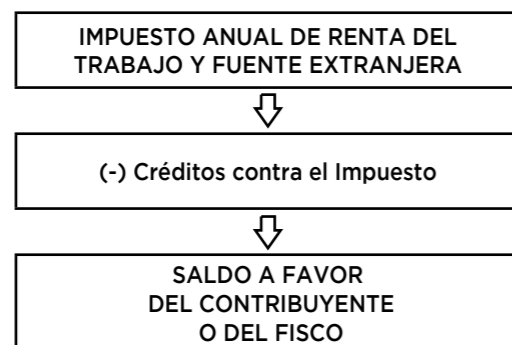 IMPUESTO ANUAL DE RENTA DEL
TRABAJO Y FUENTE EXTRANJERA
(-) Créditos contra el Impuesto
SALDO A FAVOR
DEL CONTRIBUYENTE
O DEL FISCO